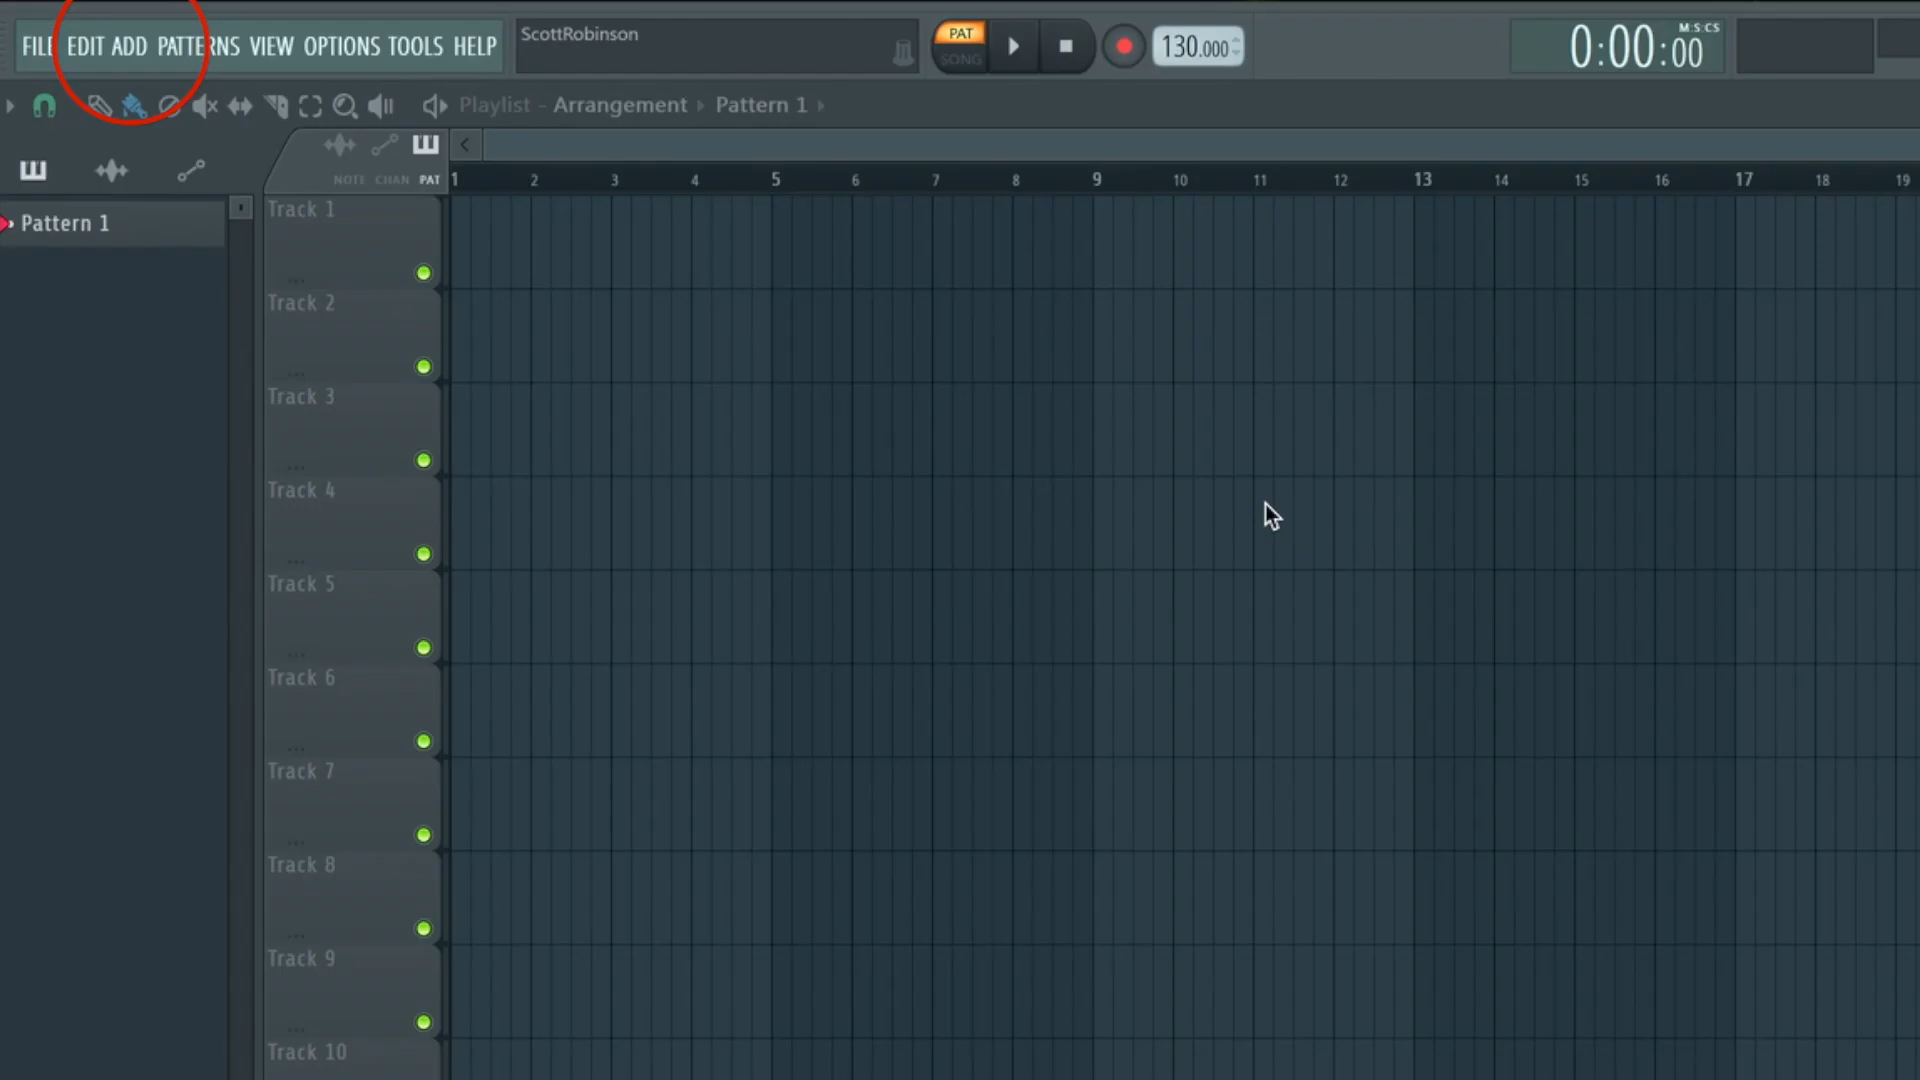 FILE EDIT ADD PATTERNS VIEW OPTIONS TOOLS HELP
ScottRobinson
PAT
SONG
130.000
M:S:CS
0:00:00
Playlist - Arrangement Pattern 1
NOTE CHAN PAT
1 2 3 4 5 6 7 8 9 10 11 12 13 14 15 16 17 18 19
Pattern 1
Track 1
Track 2
Track 3
Track 4
Track 5
Track 6
Track 7
Track 8
Track 9
Track 10